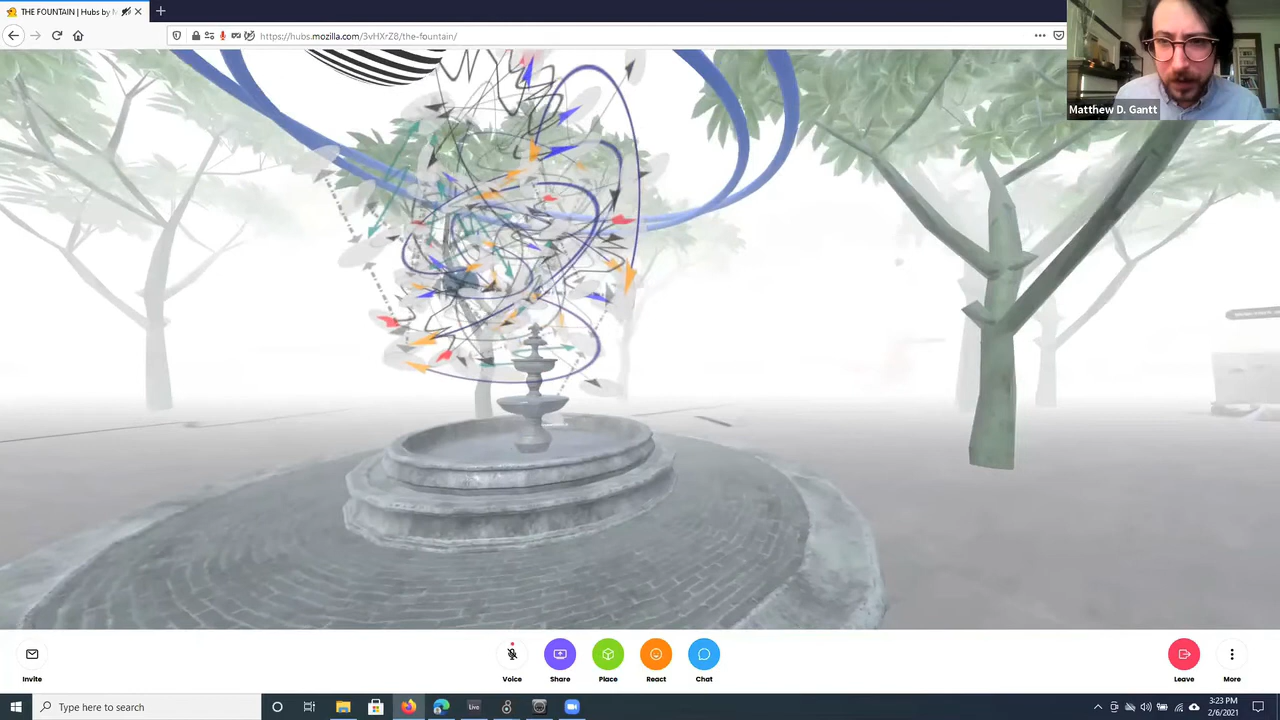 THE FOUNTAIN | Hubs by M
https://hubs.mozilla.com/3vHXrZ8/the-fountain/
Matthew D. Gantt
Invite
Voice
Share
Place
React
Chat
Leave
More
Type here to search
Live
3:23 PM
2/6/2021